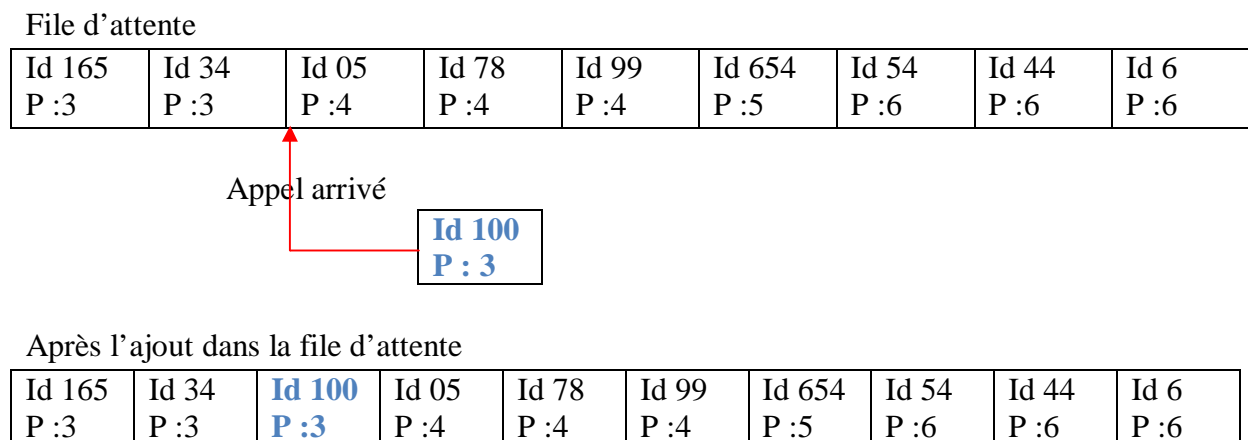 File d’attente
Id 165 Id 34 Id 05 Id 78 Id 99 Id 654 Id 54 Id 44 Id 6
P :3 P :3 P :4 P :4 P :4 P :5 P :6 P :6 P :6
Appel arrivé
Id 100
P : 3
Après l’ajout dans la file d’attente
Id 165 Id 34 Id 100 Id 05 Id 78 Id 99 Id 654 Id 54 Id 44 Id 6
P :3 P :3 P :3 P :4 P :4 P :4 P :5 P :6 P :6 P :6